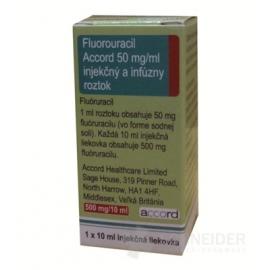 Fluorouracil
Accord 50 mg/ml
injekčný a infúzny
roztok
Fluóruracil
1 ml roztoku obsahuje 50 mg
fluóruracilu (vo forme sodnej
soli). Každá 10 ml injekčná
liekovka obsahuje 500 mg
fluoruracilu.
Accord Healthcare Limited
Sage House, 319 Pinner Road,
North Harrow, HA1 4HF,
Middlesex, Veľká Británia
500 mg/10 ml
accord
1 x 10 ml injekčná liekovka